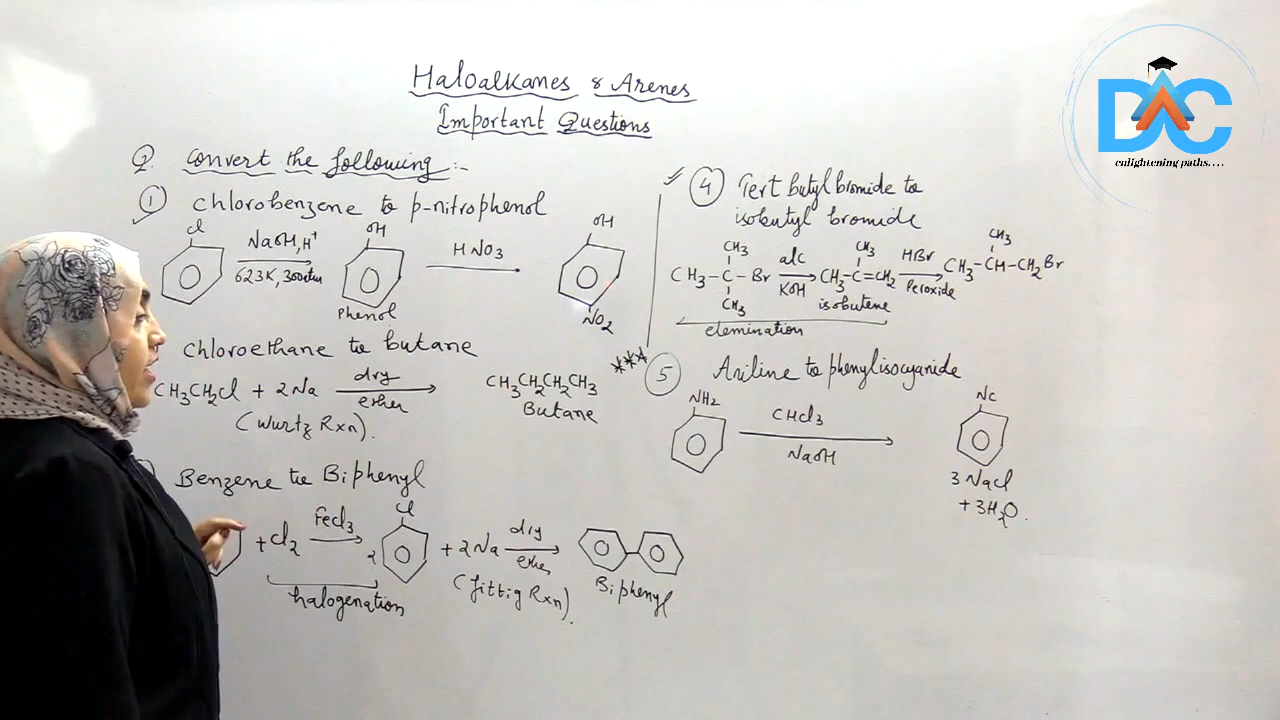 Haloalkanes & Arenes
Important Questions
Q. Convert the following:-
① Chlorobenzene to p-nitrophenol
Cl
NaOH, H⁺
623K, 300atm
OH
Phenol
HNO₃
OH
NO₂
Chloroethane to butane
CH₃CH₂Cl + 2Na
dry
ether
CH₃CH₂CH₂CH₃
Butane
(Wurtz Rxn).
Benzene to Biphenyl
+ Cl₂
FeCl₃
Cl
2
+ 2Na
dry
ether
(fittig Rxn).
Biphenyl
halogenation
④ Tert butyl bromide to
isobutyl bromide
CH₃
CH₃-C-Br
CH₃
alc
KOH
CH₃
CH₃-C=CH₂
isobutene
HBr
Peroxide
CH₃
CH₃-CH-CH₂Br
elemination
*** ⑤ Aniline to phenylisocyanide
NH₂
CHCl₃
NaOH
NC
3NaCl
+ 3H₂O.
DAC
enlightening paths....